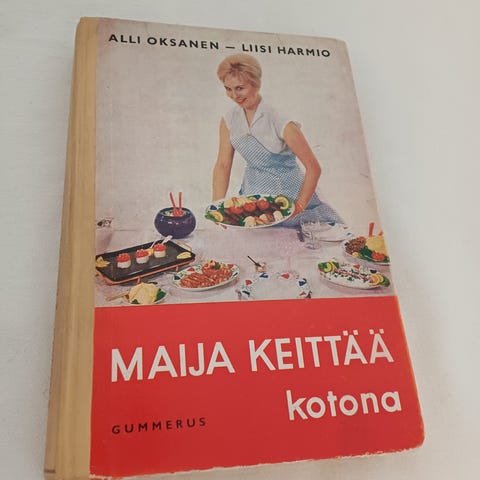 ALLI OKSANEN – LIISI HARMIO
MAIJA KEITTÄÄ
kotona
GUMMERUS